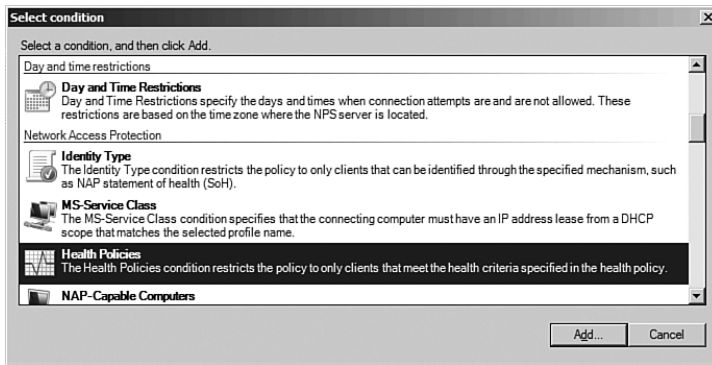 Select condition
Select a condition, and then click Add.
Day and time restrictions
Day and Time Restrictions
Day and Time Restrictions specify the days and times when connection attempts are and are not allowed. These
restrictions are based on the time zone where the NPS server is located.
Network Access Protection
Identity Type
The Identity Type condition restricts the policy to only clients that can be identified through the specified mechanism, such
as NAP statement of health (SoH).
MS-Service Class
The MS-Service Class condition specifies that the connecting computer must have an IP address lease from a DHCP
scope that matches the selected profile name.
Health Policies
The Health Policies condition restricts the policy to only clients that meet the health criteria specified in the health policy.
NAP-Capable Computers
Add... Cancel